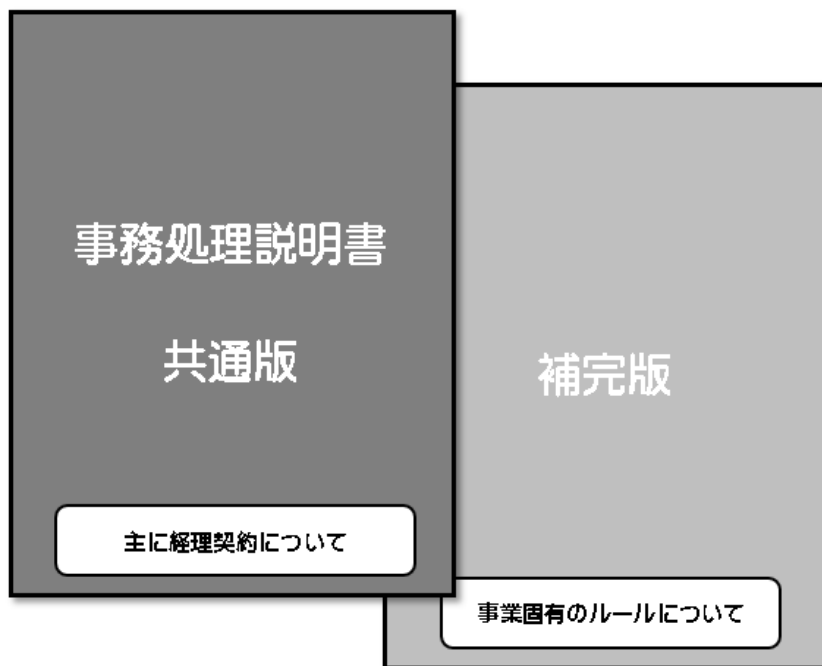 事務処理説明書
共通版
主に経理契約について
補完版
事業固有のルールについて